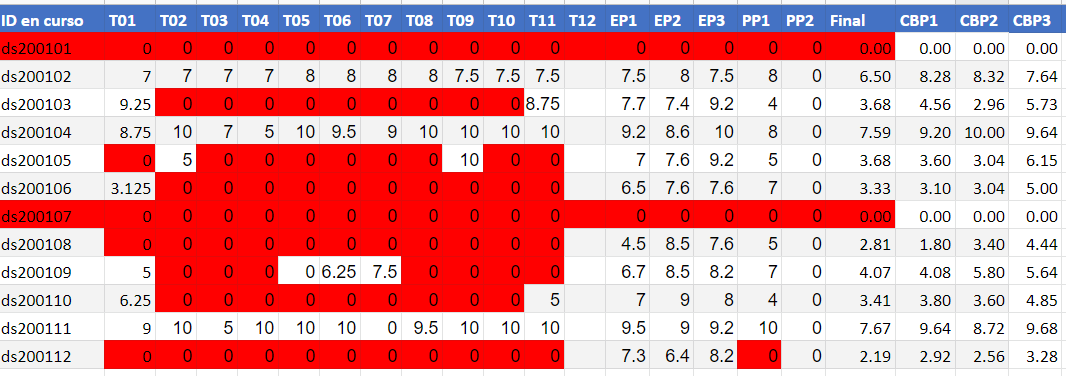 ID en curso T01 T02 T03 T04 T05 T06 T07 T08 T09 T10 T11 T12 EP1 EP2 EP3 PP1 PP2 Final CBP1 CBP2 CBP3
ds200101 0 0 0 0 0 0 0 0 0 0 0 0 0 0 0 0 0.00 0.00 0.00 0.00
ds200102 7 7 7 7 8 8 8 8 7.5 7.5 7.5 7.5 8 7.5 8 0 6.50 8.28 8.32 7.64
ds200103 9.25 0 0 0 0 0 0 0 0 0 8.75 7.7 7.4 9.2 4 0 3.68 4.56 2.96 5.73
ds200104 8.75 10 7 5 10 9.5 9 10 10 10 10 9.2 8.6 10 8 0 7.59 9.20 10.00 9.64
ds200105 0 5 0 0 0 0 0 0 10 0 0 7 7.6 9.2 5 0 3.68 3.60 3.04 6.15
ds200106 3.125 0 0 0 0 0 0 0 0 0 0 6.5 7.6 7.6 7 0 3.33 3.10 3.04 5.00
ds200107 0 0 0 0 0 0 0 0 0 0 0 0 0 0 0 0 0.00 0.00 0.00 0.00
ds200108 0 0 0 0 0 0 0 0 0 0 0 4.5 8.5 7.6 5 0 2.81 1.80 3.40 4.44
ds200109 5 0 0 0 0 6.25 7.5 0 0 0 0 6.7 8.5 8.2 7 0 4.07 4.08 5.80 5.64
ds200110 6.25 0 0 0 0 0 0 0 0 0 5 7 9 8 4 0 3.41 3.80 3.60 4.85
ds200111 9 10 5 10 10 10 0 9.5 10 10 10 9.5 9 9.2 10 0 7.67 9.64 8.72 9.68
ds200112 0 0 0 0 0 0 0 0 0 0 0 7.3 6.4 8.2 0 0 2.19 2.92 2.56 3.28